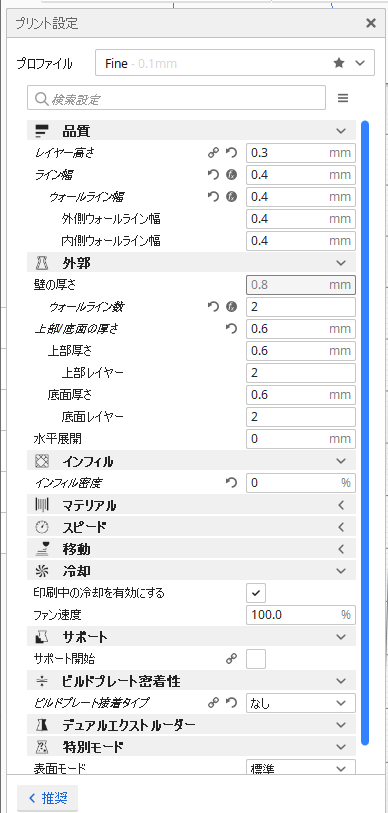 プリント設定
プロファイル Fine - 0.1mm
検索設定
品質
レイヤー高さ 0.3 mm
ライン幅 0.4 mm
ウォールライン幅 0.4 mm
外側ウォールライン幅 0.4 mm
内側ウォールライン幅 0.4 mm
外郭
壁の厚さ 0.8 mm
ウォールライン数 2
上部/底面の厚さ 0.6 mm
上部厚さ 0.6 mm
上部レイヤー 2
底面厚さ 0.6 mm
底面レイヤー 2
水平展開 0 mm
インフィル
インフィル密度 0 %
マテリアル
スピード
移動
冷却
印刷中の冷却を有効にする
ファン速度 100.0 %
サポート
サポート開始
ビルドプレート密着性
ビルドプレート接着タイプ なし
デュアルエクストルーダー
特別モード
表面モード 標準
推奨